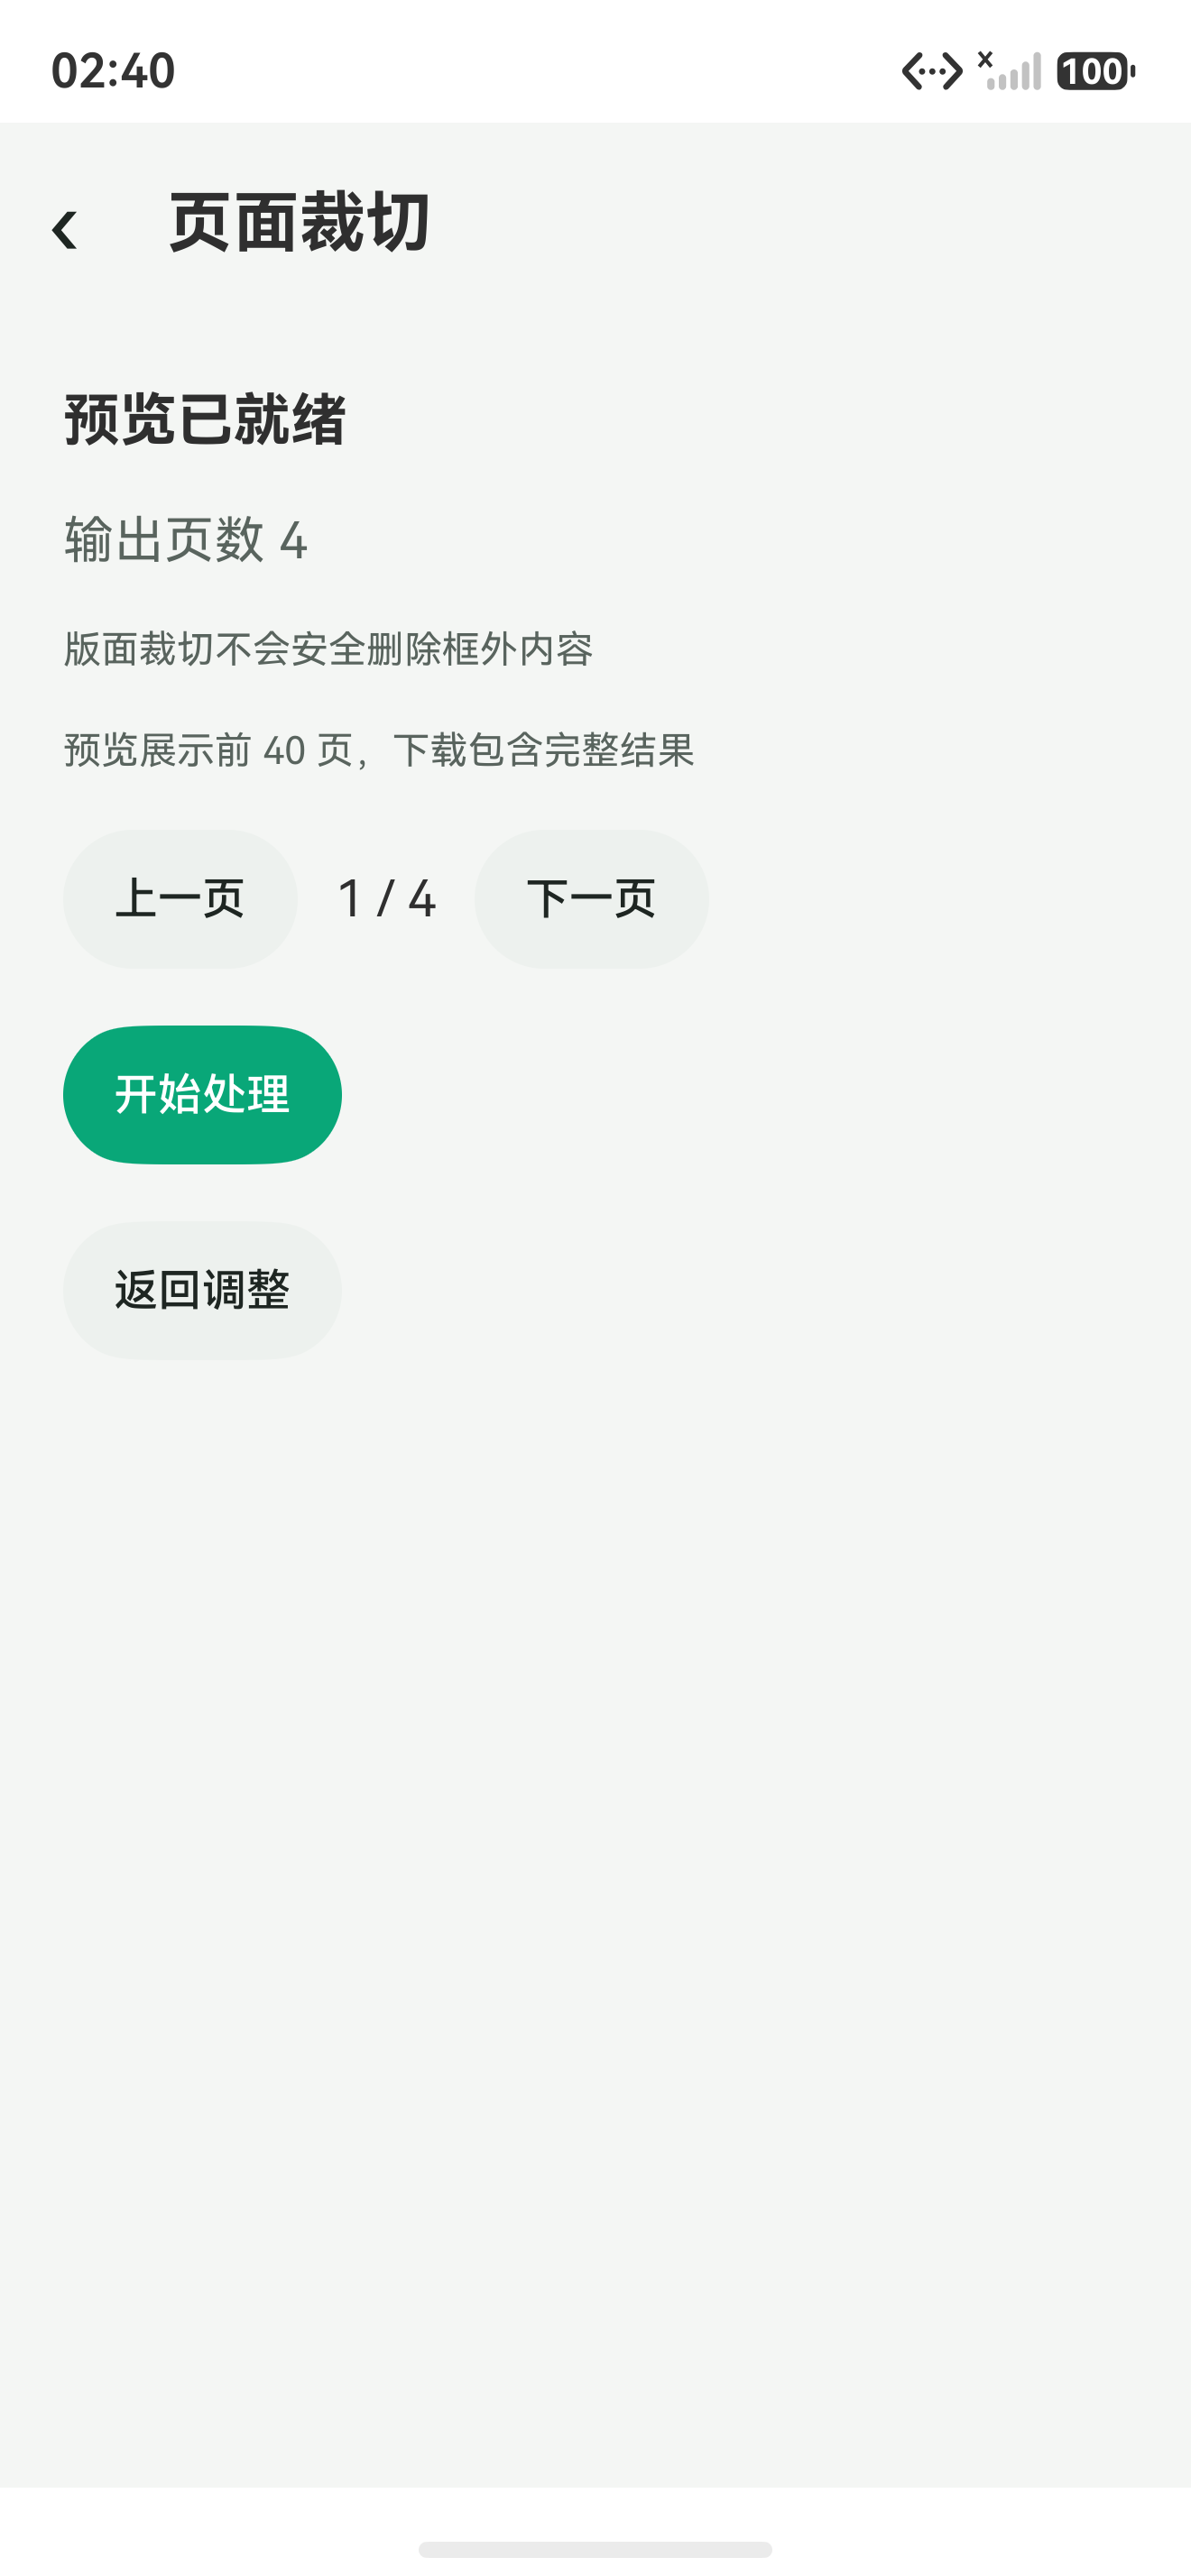 02:40
100
页面裁切
预览已就绪
输出页数 4
版面裁切不会安全删除框外内容
预览展示前 40 页，下载包含完整结果
上一页
1 / 4
下一页
开始处理
返回调整